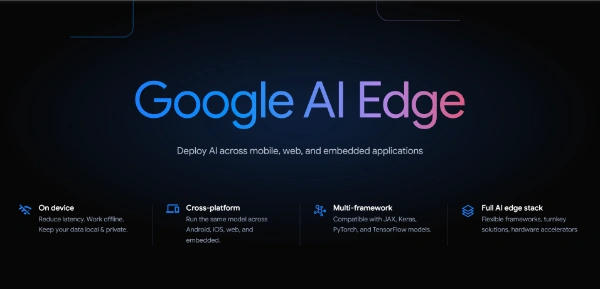 Google AI Edge
Deploy AI across mobile, web, and embedded applications
On device
Reduce latency. Work offline.
Keep your data local & private.
Cross-platform
Run the same model across
Android, iOS, web, and
embedded.
Multi-framework
Compatible with JAX, Keras,
PyTorch, and TensorFlow models.
Full AI edge stack
Flexible frameworks, turnkey
solutions, hardware accelerators